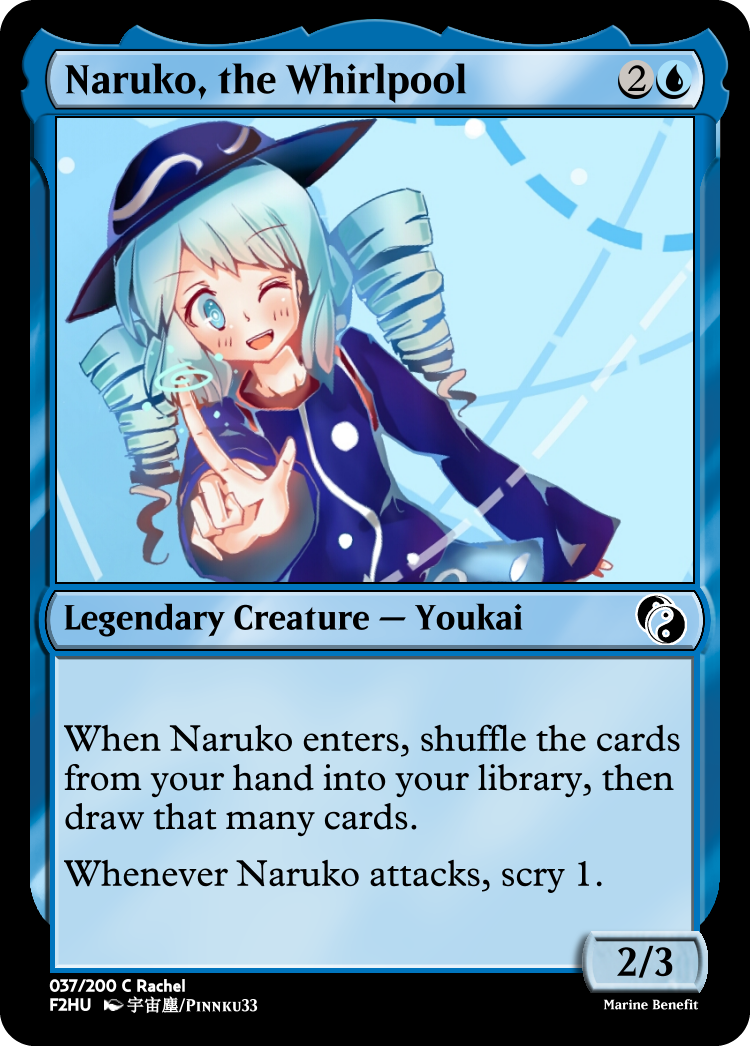 Naruko, the Whirlpool 2
Legendary Creature — Youkai
When Naruko enters, shuffle the cards
from your hand into your library, then
draw that many cards.
Whenever Naruko attacks, scry 1.
2/3
037/200 C Rachel
F2HU 宇宙塵/Pinnku33
Marine Benefit